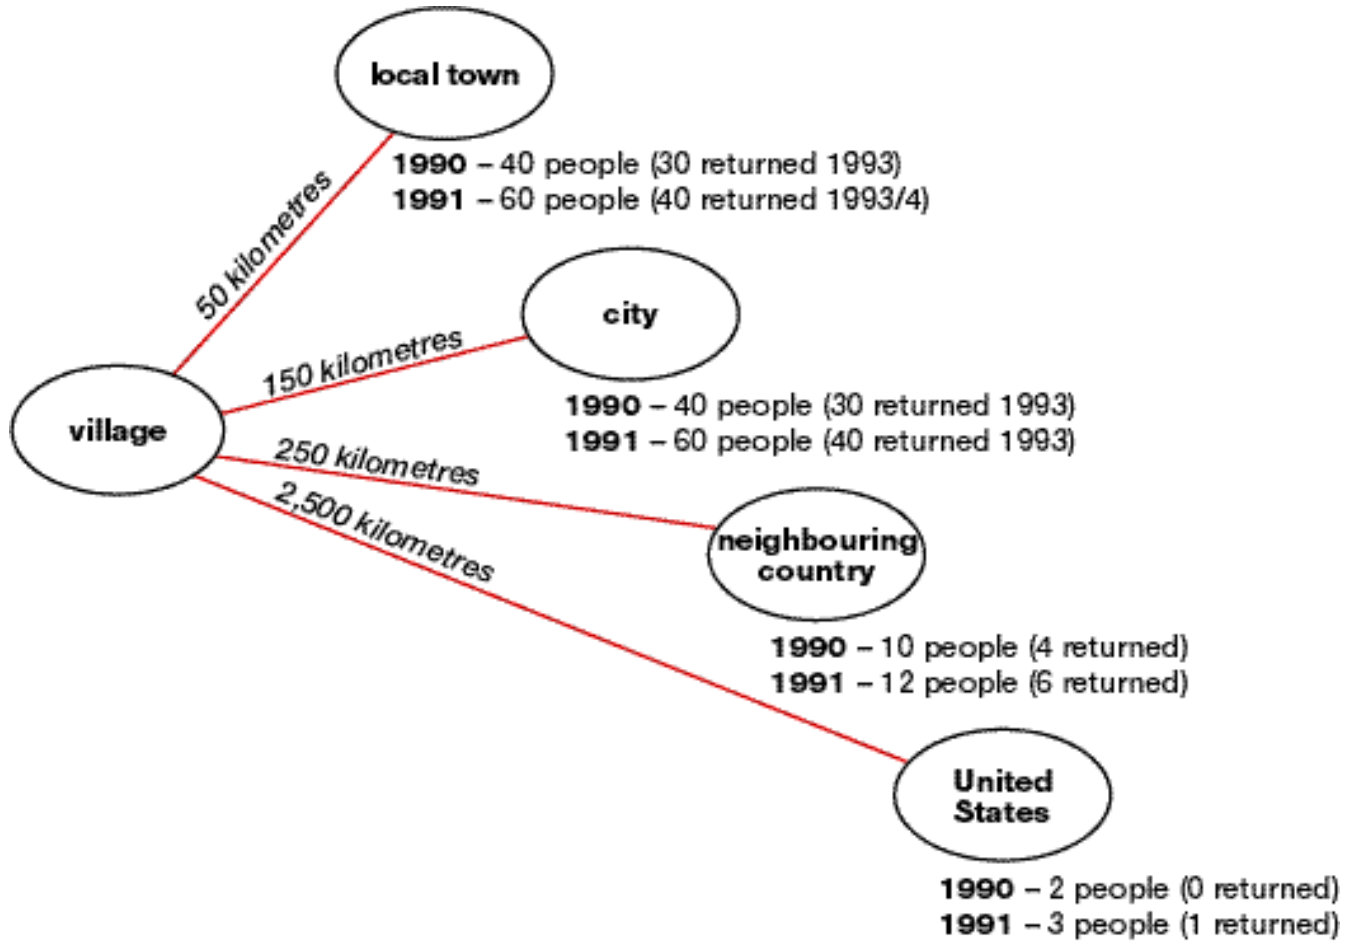 local town
1990 – 40 people (30 returned 1993)
1991 – 60 people (40 returned 1993/4)
50 kilometres
city
150 kilometres
1990 – 40 people (30 returned 1993)
1991 – 60 people (40 returned 1993)
village
250 kilometres
2,500 kilometres
neighbouring
country
1990 – 10 people (4 returned)
1991 – 12 people (6 returned)
United
States
1990 – 2 people (0 returned)
1991 – 3 people (1 returned)